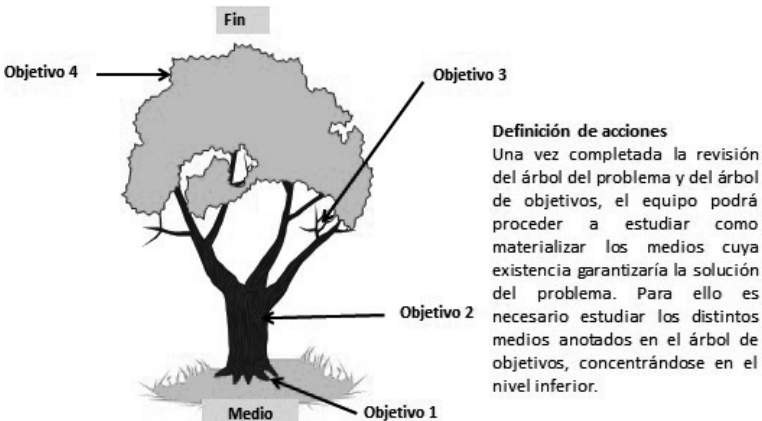 Fin
Objetivo 4
Objetivo 3
Definición de acciones
Una vez completada la revisión
del árbol del problema y del árbol
de objetivos, el equipo podrá
proceder a estudiar como
materializar los medios cuya
existencia garantizaría la solución
del problema. Para ello es
necesario estudiar los distintos
medios anotados en el árbol de
objetivos, concentrándose en el
nivel inferior.
Objetivo 2
Medio
Objetivo 1